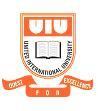 UIU
UNITED INTERNATIONAL UNIVERSITY
QUEST FOR EXCELLENCE